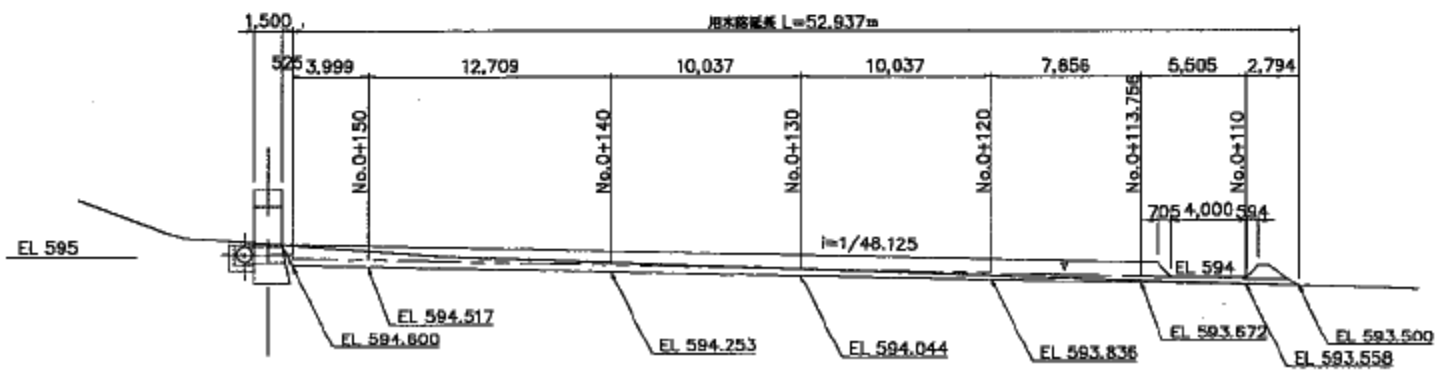 1,500
用水路延長 L=52.937m
525 3,999 12,709 10,037 10,037 7,856 5,505 2,794
No.0+150
No.0+140
No.0+130
No.0+120
No.0+113.756
No.0+110
705 4,000 594
EL 595
i=1/48.125
EL 594
EL 594.600
EL 594.517
EL 594.253
EL 594.044
EL 593.836
EL 593.672
EL 593.558
EL 593.500